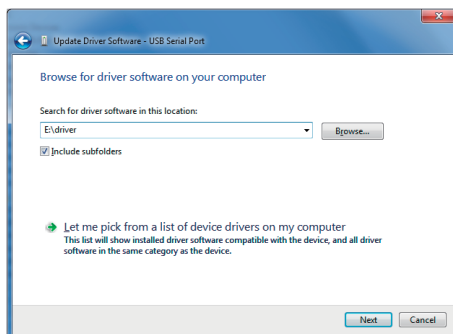 Update Driver Software - USB Serial Port
Browse for driver software on your computer
Search for driver software in this location:
E:\driver
Browse...
Include subfolders
Let me pick from a list of device drivers on my computer
This list will show installed driver software compatible with the device, and all driver
software in the same category as the device.
Next Cancel